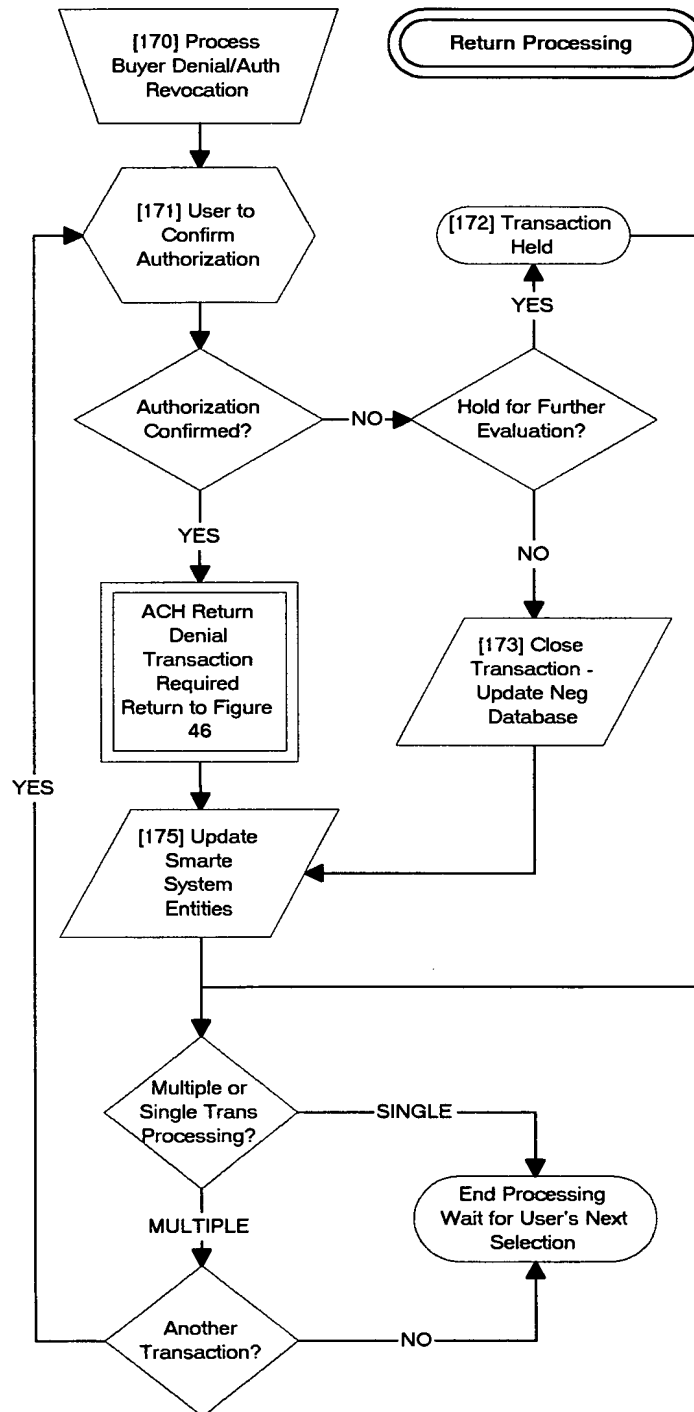 [170] Process
Buyer Denial/Auth
Revocation
Return Processing
[171] User to
Confirm
Authorization
[172] Transaction
Held
YES
Authorization
Confirmed?
NO
Hold for Further
Evaluation?
YES
NO
ACH Return
Denial
Transaction
Required
Return to Figure
46
[173] Close
Transaction -
Update Neg
Database
YES
[175] Update
Smarte
System
Entities
Multiple or
Single Trans
Processing?
SINGLE
End Processing
Wait for User's Next
Selection
MULTIPLE
Another
Transaction?
NO